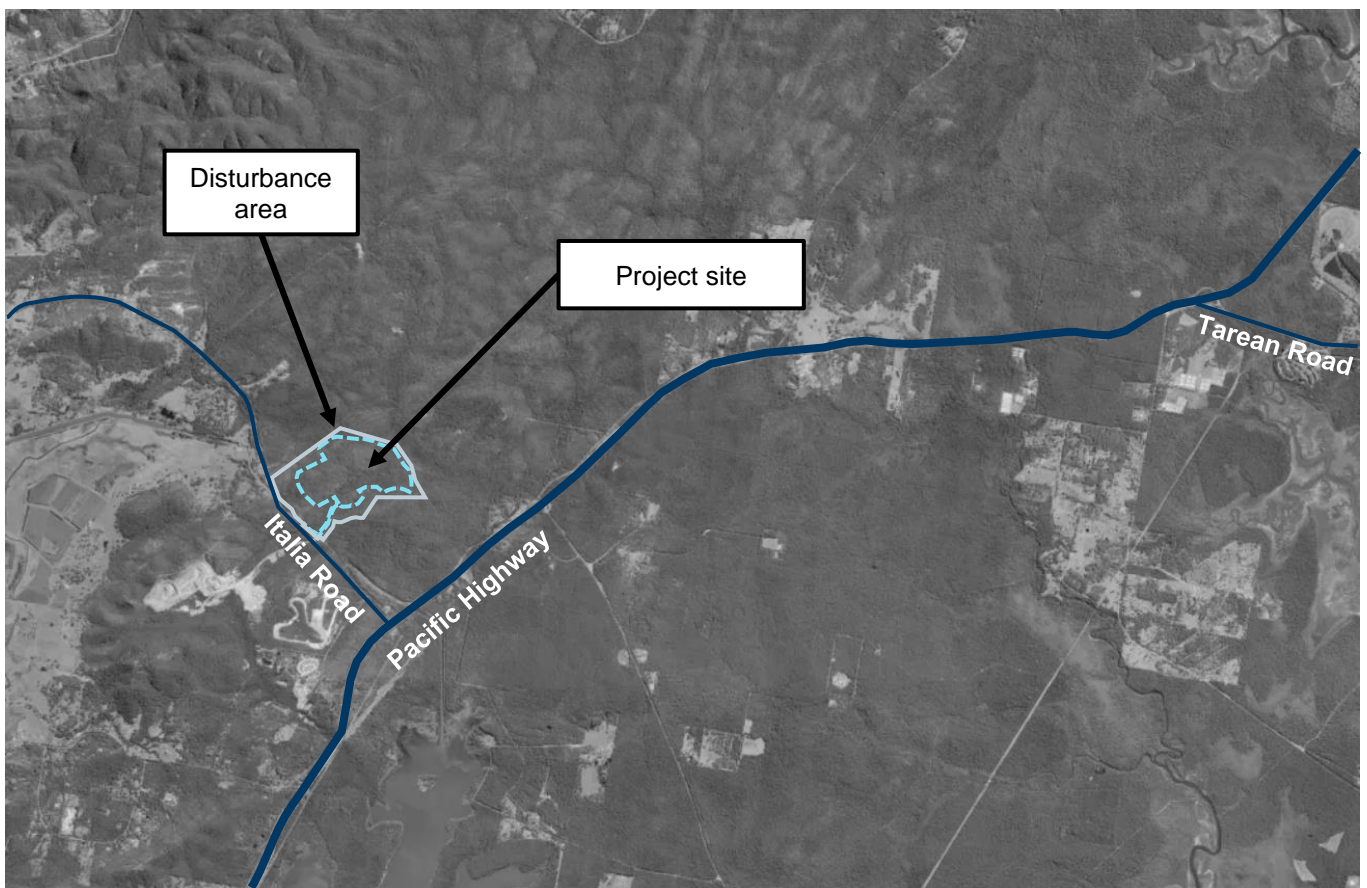 Disturbance
area
Project site
Tarean Road
Italia Road
Pacific Highway